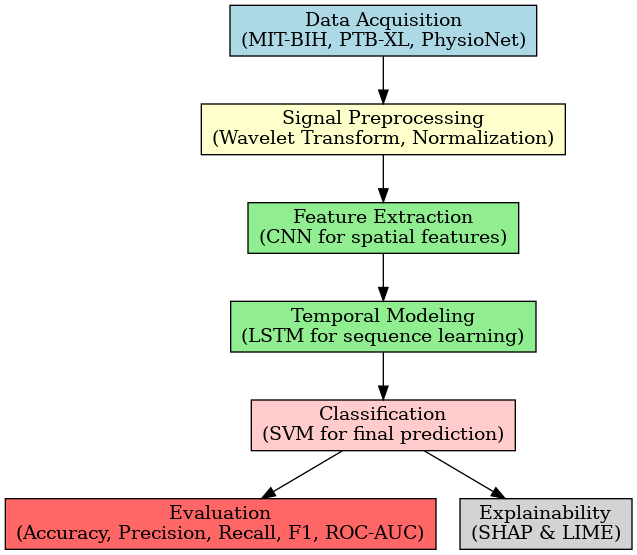 Data Acquisition
(MIT-BIH, PTB-XL, PhysioNet)
Signal Preprocessing
(Wavelet Transform, Normalization)
Feature Extraction
(CNN for spatial features)
Temporal Modeling
(LSTM for sequence learning)
Classification
(SVM for final prediction)
Evaluation
(Accuracy, Precision, Recall, F1, ROC-AUC)
Explainability
(SHAP & LIME)